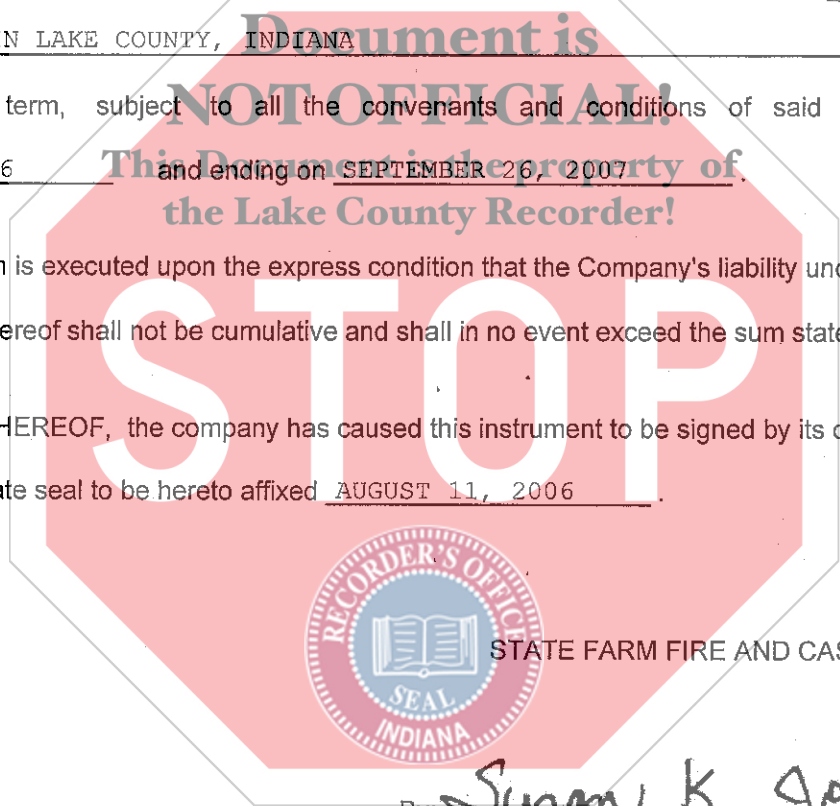 Document is
N LAKE COUNTY, INDIANA
NOT OFFICIAL!
term, subject to all the convenants and conditions of said
This Document is the property of
6 and ending on SEPTEMBER 26, 2007.
the Lake County Recorder!
is executed upon the express condition that the Company's liability und
ereof shall not be cumulative and shall in no event exceed the sum state
STOP
HEREOF, the company has caused this instrument to be signed by its
ate seal to be hereto affixed AUGUST 11, 2006.
RECORDER'S OFFICE
SEAL
INDIANA
STATE FARM FIRE AND CAS
Susan K